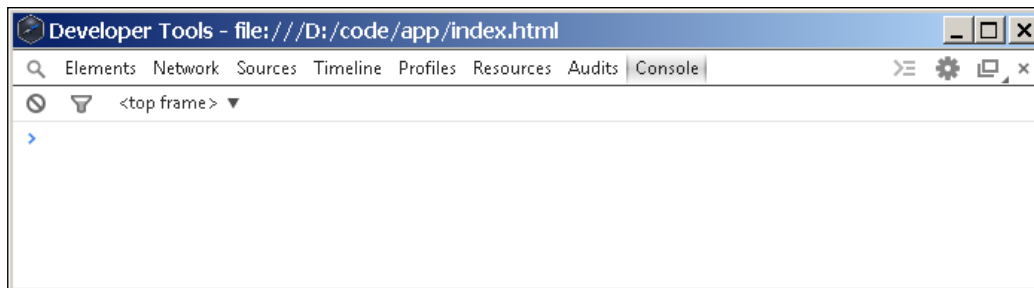 Developer Tools - file:///D:/code/app/index.html
Elements Network Sources Timeline Profiles Resources Audits Console
<top frame> ▼